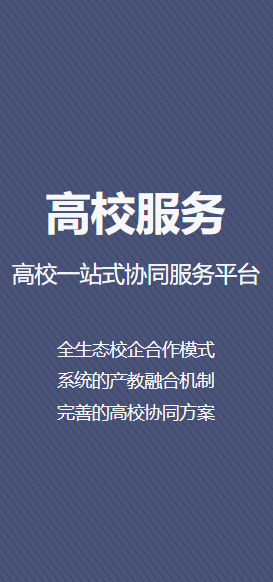 高校服务
高校一站式协同服务平台
全生态校企合作模式
系统的产教融合机制
完善的高校协同方案